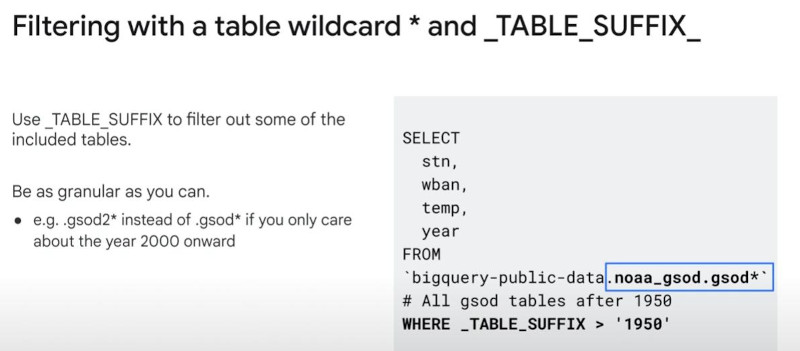 Filtering with a table wildcard * and _TABLE_SUFFIX_
Use _TABLE_SUFFIX to filter out some of the
included tables.
Be as granular as you can.
• e.g. .gsod2* instead of .gsod* if you only care
about the year 2000 onward
SELECT
stn,
wban,
temp,
year
FROM
`bigquery-public-data.noaa_gsod.gsod*`
# All gsod tables after 1950
WHERE _TABLE_SUFFIX > '1950'